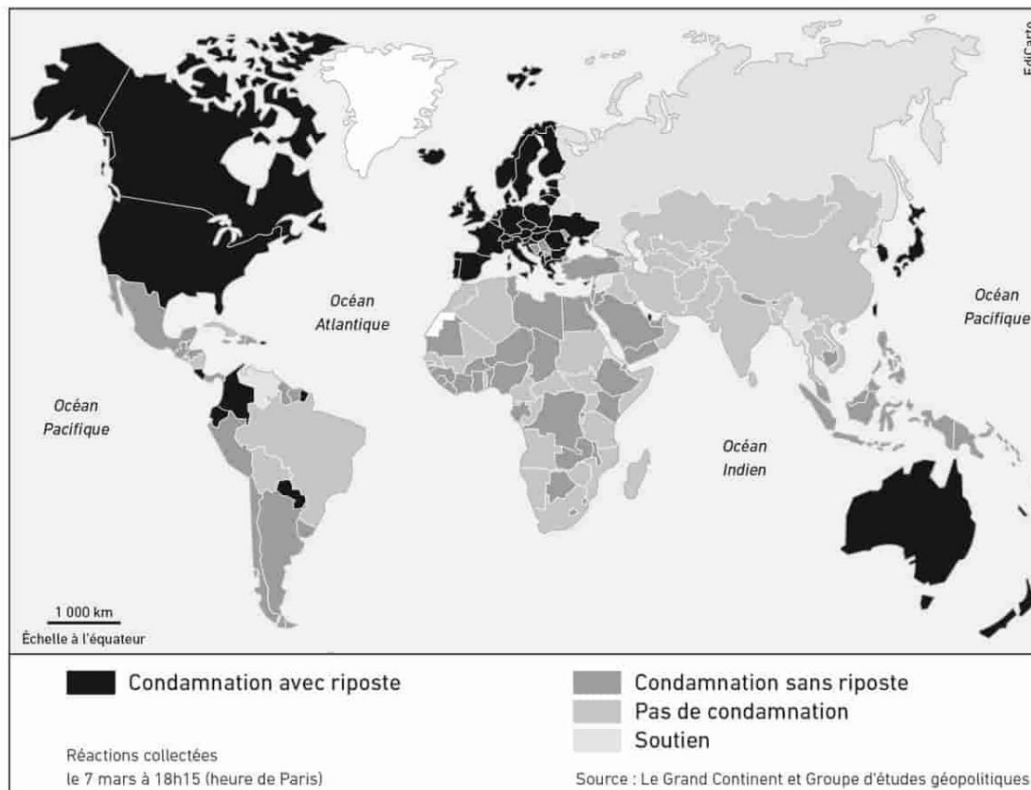 EdiCarto
Océan
Atlantique
Océan
Pacifique
Océan
Pacifique
Océan
Indien
1 000 km
Échelle à l'équateur
Condamnation avec riposte
Condamnation sans riposte
Pas de condamnation
Soutien
Réactions collectées
le 7 mars à 18h15 (heure de Paris)
Source : Le Grand Continent et Groupe d'études géopolitiques